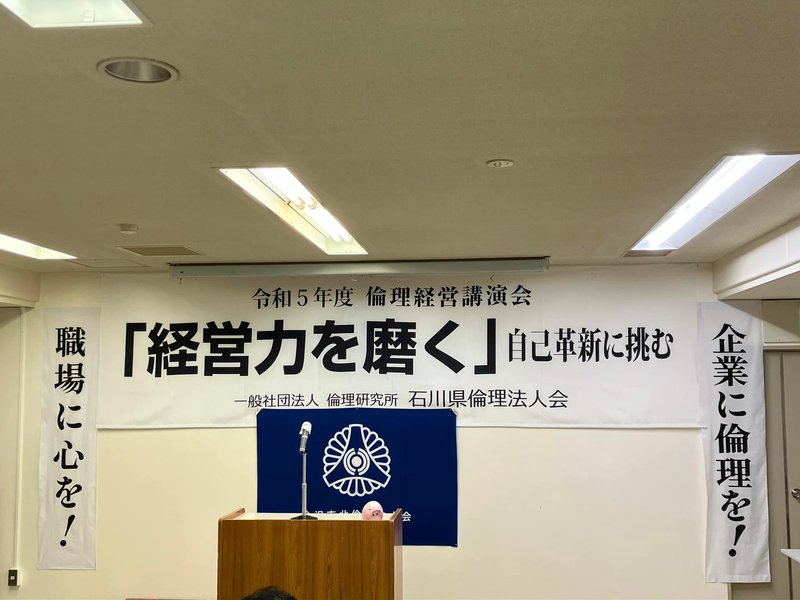 令和5年度 倫理経営講演会
「経営力を磨く」自己革新に挑む
一般社団法人 倫理研究所 石川県倫理法人会
職場に心を!
企業に倫理を!